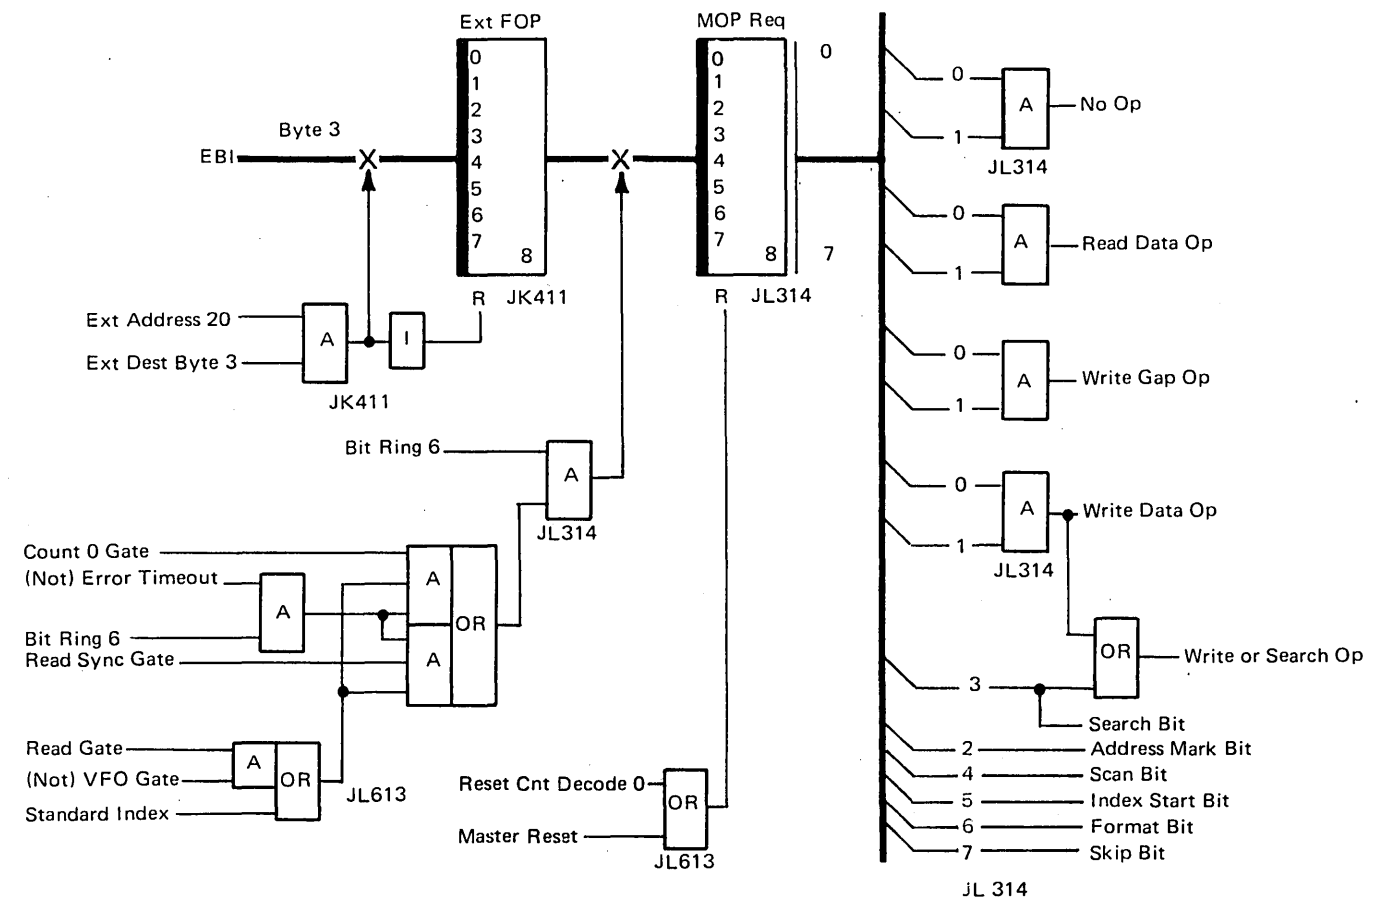 Ext FOP
0
1
2
3
4
5
6
7
8
R JK411
MOP Req
0
1
2
3
4
5
6
7
8
R JL314
0
7
Byte 3
EBI
X
X
Ext Address 20
Ext Dest Byte 3
A
I
JK411
Bit Ring 6
A
JL314
Count 0 Gate
(Not) Error Timeout
Bit Ring 6
Read Sync Gate
A
A
A
OR
Read Gate
(Not) VFO Gate
Standard Index
A
OR
JL613
Reset Cnt Decode 0
Master Reset
OR
JL613
0
1
A
No Op
JL314
0
1
A
Read Data Op
0
1
A
Write Gap Op
0
1
A
Write Data Op
JL314
OR
Write or Search Op
3
Search Bit
2 Address Mark Bit
4 Scan Bit
5 Index Start Bit
6 Format Bit
7 Skip Bit
JL 314